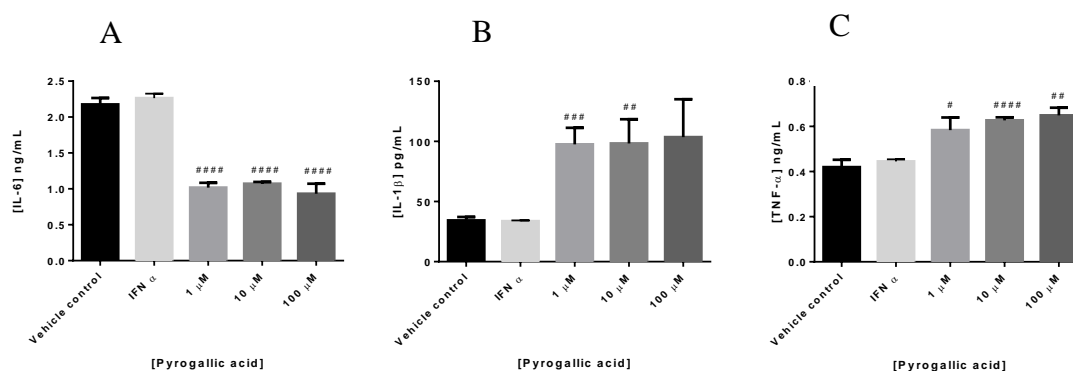 A
[IL-6] ng/mL
2.5
2.0
1.5
1.0
0.5
0.0
#### #### ####
Vehicle control
IFN α
1 μM
10 μM
100 μM
[Pyrogallic acid]
B
[IL-1β] pg/mL
150
100
50
0
### ##
Vehicle control
IFN α
1 μM
10 μM
100 μM
[Pyrogallic acid]
C
[TNF-α] ng/mL
0.8
0.6
0.4
0.2
0.0
# #### ##
Vehicle control
IFN α
1 μM
10 μM
100 μM
[Pyrogallic acid]